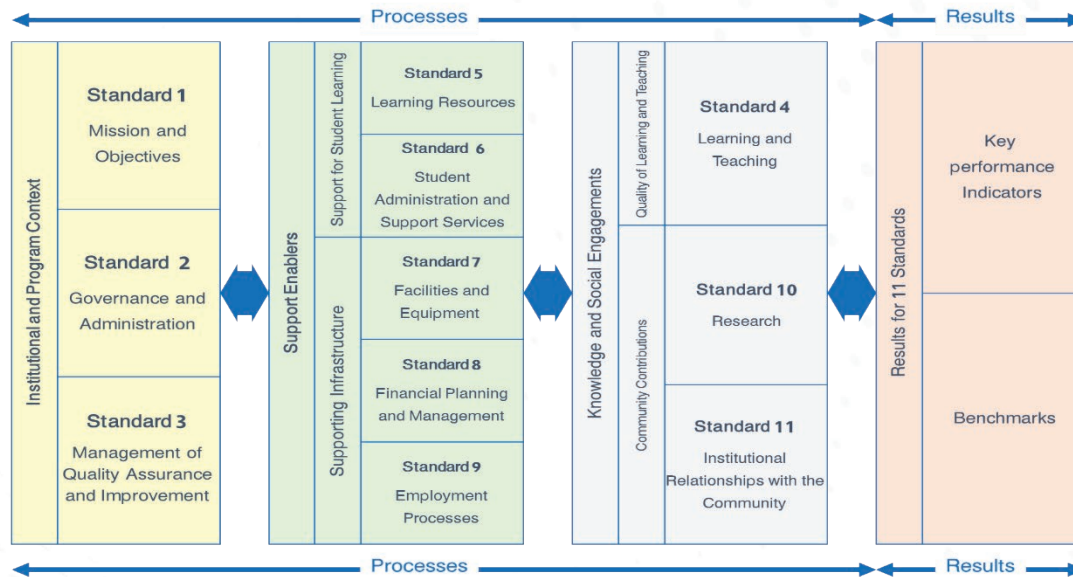 Processes
Results
Institutional and Program Context
Standard 1
Mission and
Objectives
Standard 2
Governance and
Administration
Standard 3
Management of
Quality Assurance
and Improvement
Support Enablers
Support for Student Learning
Standard 5
Learning Resources
Standard 6
Student
Administration and
Support Services
Supporting Infrastructure
Standard 7
Facilities and
Equipment
Standard 8
Financial Planning
and Management
Standard 9
Employment
Processes
Knowledge and Social Engagements
Quality of Learning and Teaching
Standard 4
Learning and
Teaching
Community Contributions
Standard 10
Research
Standard 11
Institutional
Relationships with the
Community
Results for 11 Standards
Key
performance
Indicators
Benchmarks
Processes
Results